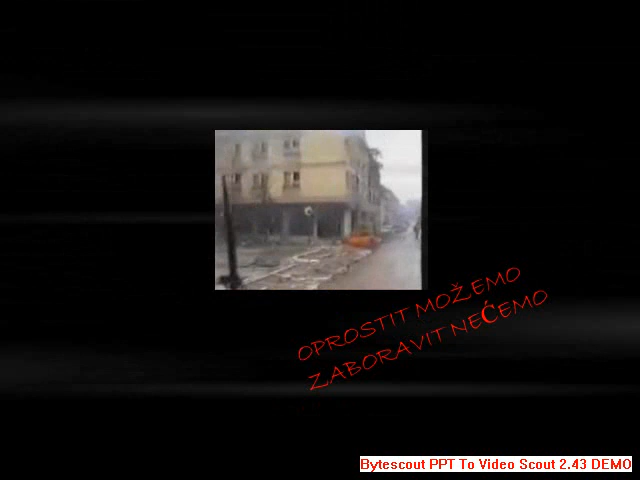 OPROSTIT MOŽEMO
ZABORAVIT NEĆEMO
Bytescout PPT To Video Scout 2.43 DEMO